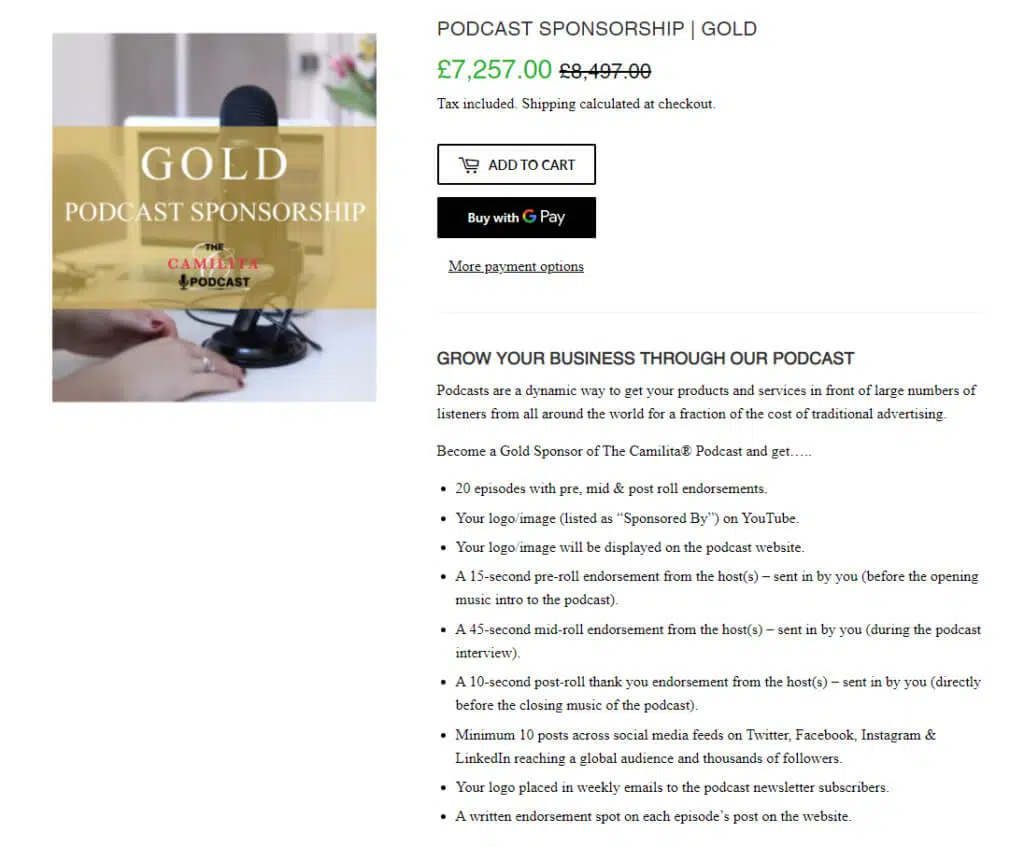 PODCAST SPONSORSHIP | GOLD
£7,257.00 £8,497.00
Tax included. Shipping calculated at checkout.
ADD TO CART
Buy with G Pay
More payment options
GOLD
PODCAST SPONSORSHIP
THE
CAMILITA
PODCAST
GROW YOUR BUSINESS THROUGH OUR PODCAST
Podcasts are a dynamic way to get your products and services in front of large numbers of
listeners from all around the world for a fraction of the cost of traditional advertising.
Become a Gold Sponsor of The Camilita® Podcast and get…..
• 20 episodes with pre, mid & post roll endorsements.
• Your logo/image (listed as “Sponsored By”) on YouTube.
• Your logo/image will be displayed on the podcast website.
• A 15-second pre-roll endorsement from the host(s) – sent in by you (before the opening
music intro to the podcast).
• A 45-second mid-roll endorsement from the host(s) – sent in by you (during the podcast
interview).
• A 10-second post-roll thank you endorsement from the host(s) – sent in by you (directly
before the closing music of the podcast).
• Minimum 10 posts across social media feeds on Twitter, Facebook, Instagram &
LinkedIn reaching a global audience and thousands of followers.
• Your logo placed in weekly emails to the podcast newsletter subscribers.
• A written endorsement spot on each episode’s post on the website.